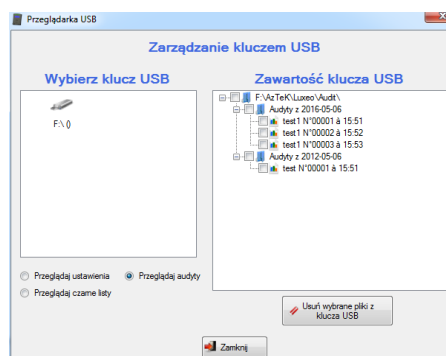 Przeglądarka USB
Zarządzanie kluczem USB
Wybierz klucz USB
Zawartość klucza USB
F:\ ()
F:\AzTeK\Luxeo\Audit\
Audyty z 2016-05-06
test1 N°00001 à 15:51
test1 N°00002 à 15:52
test1 N°00003 à 15:53
Audyty z 2012-05-06
test N°00001 à 15:51
Przeglądaj ustawienia
Przeglądaj audyty
Przeglądaj czarne listy
Usuń wybrane pliki z
klucza USB
Zamknij